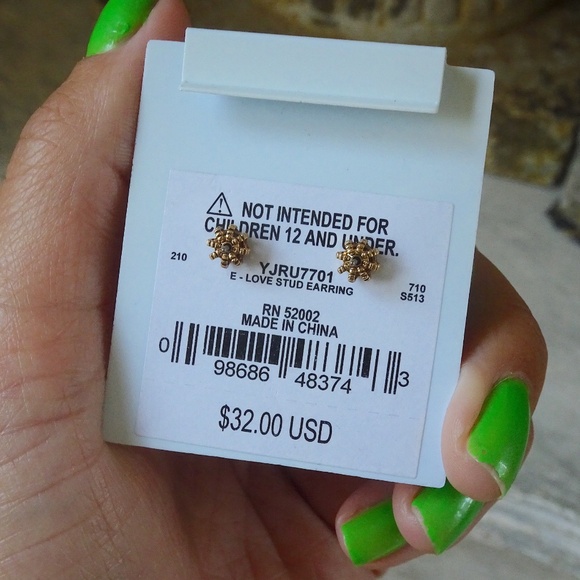 NOT INTENDED FOR
CHILDREN 12 AND UNDER.
210
YJRU7701
E - LOVE STUD EARRING
710
S513
RN 52002
MADE IN CHINA
0 98686 48374 3
$32.00 USD